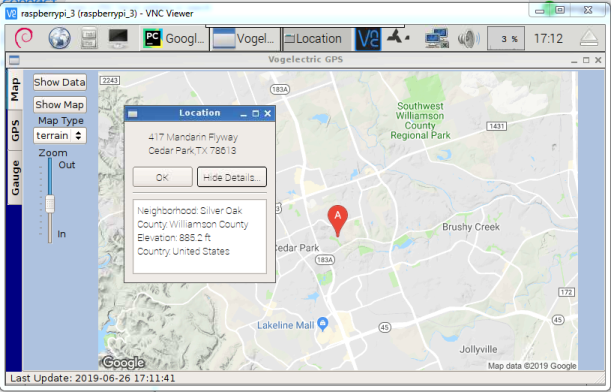 raspberrypi_3 (raspberrypi_3) - VNC Viewer
Googl...
Vogel...
Location
3 %
17:12
Vogelectric GPS
Map
GPS
Gauge
Show Data
Show Map
Map Type
terrain
Zoom
Out
In
Location
417 Mandarin Flyway
Cedar Park,TX 78613
OK
Hide Details...
Neighborhood: Silver Oak
County: Williamson County
Elevation: 885.2 ft
Country: United States
2243
183A
Southwest
Williamson
County
Regional Park
1431
A
Brushy Creek
Cedar Park
183A
172
45
Lakeline Mall
45
Jollyville
Google
Map data ©2019 Google
Last Update: 2019-06-26 17:11:41